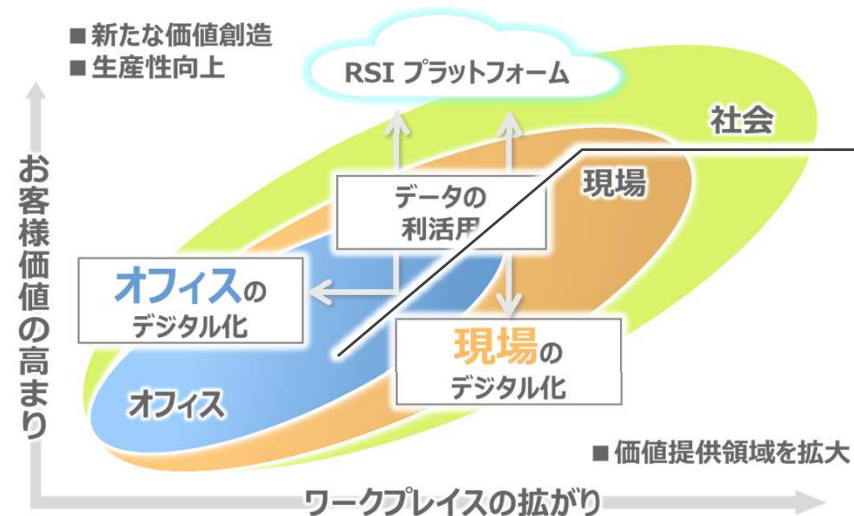 ■新たな価値創造
■生産性向上
RSI プラットフォーム
社会
現場
データの
利活用
オフィスの
デジタル化
現場の
デジタル化
オフィス
お客様価値の高まり
■価値提供領域を拡大
ワークプレイスの拡がり